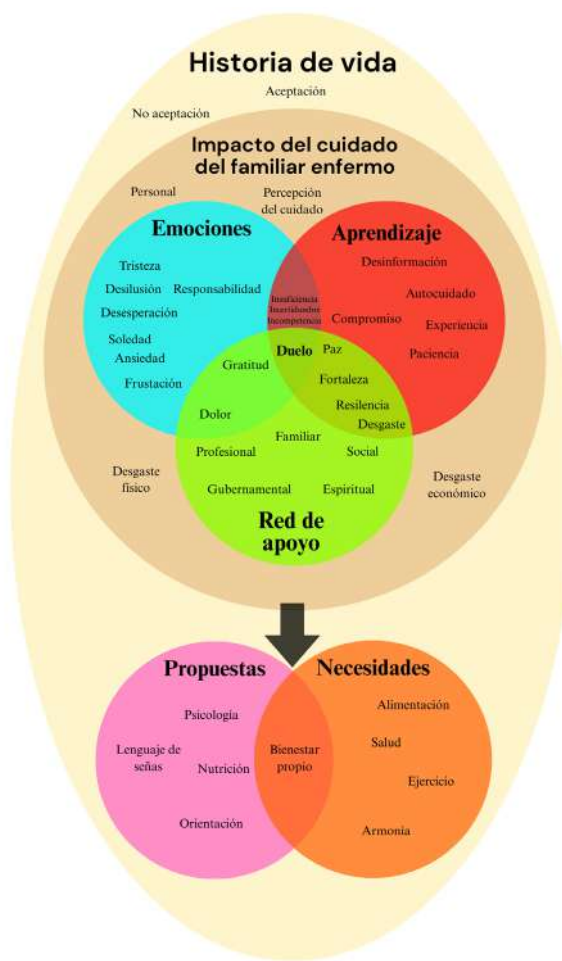 Historia de vida
Aceptación
No aceptación
Impacto del cuidado
del familiar enfermo
Personal
Percepción
del cuidado
Emociones
Aprendizaje
Tristeza
Desilusión
Responsabilidad
Desesperación
Soledad
Ansiedad
Frustación
Desinformación
Autocuidado
Compromiso
Experiencia
Paciencia
Insuficiencia
Incertidumbre
Incompetencia
Duelo
Paz
Gratitud
Fortaleza
Resilencia
Desgaste
Dolor
Familiar
Profesional
Social
Gubernamental
Espiritual
Red de
apoyo
Desgaste
físico
Desgaste
económico
Propuestas
Necesidades
Psicología
Lenguaje de
señas
Nutrición
Orientación
Bienestar
propio
Alimentación
Salud
Ejercicio
Armonía